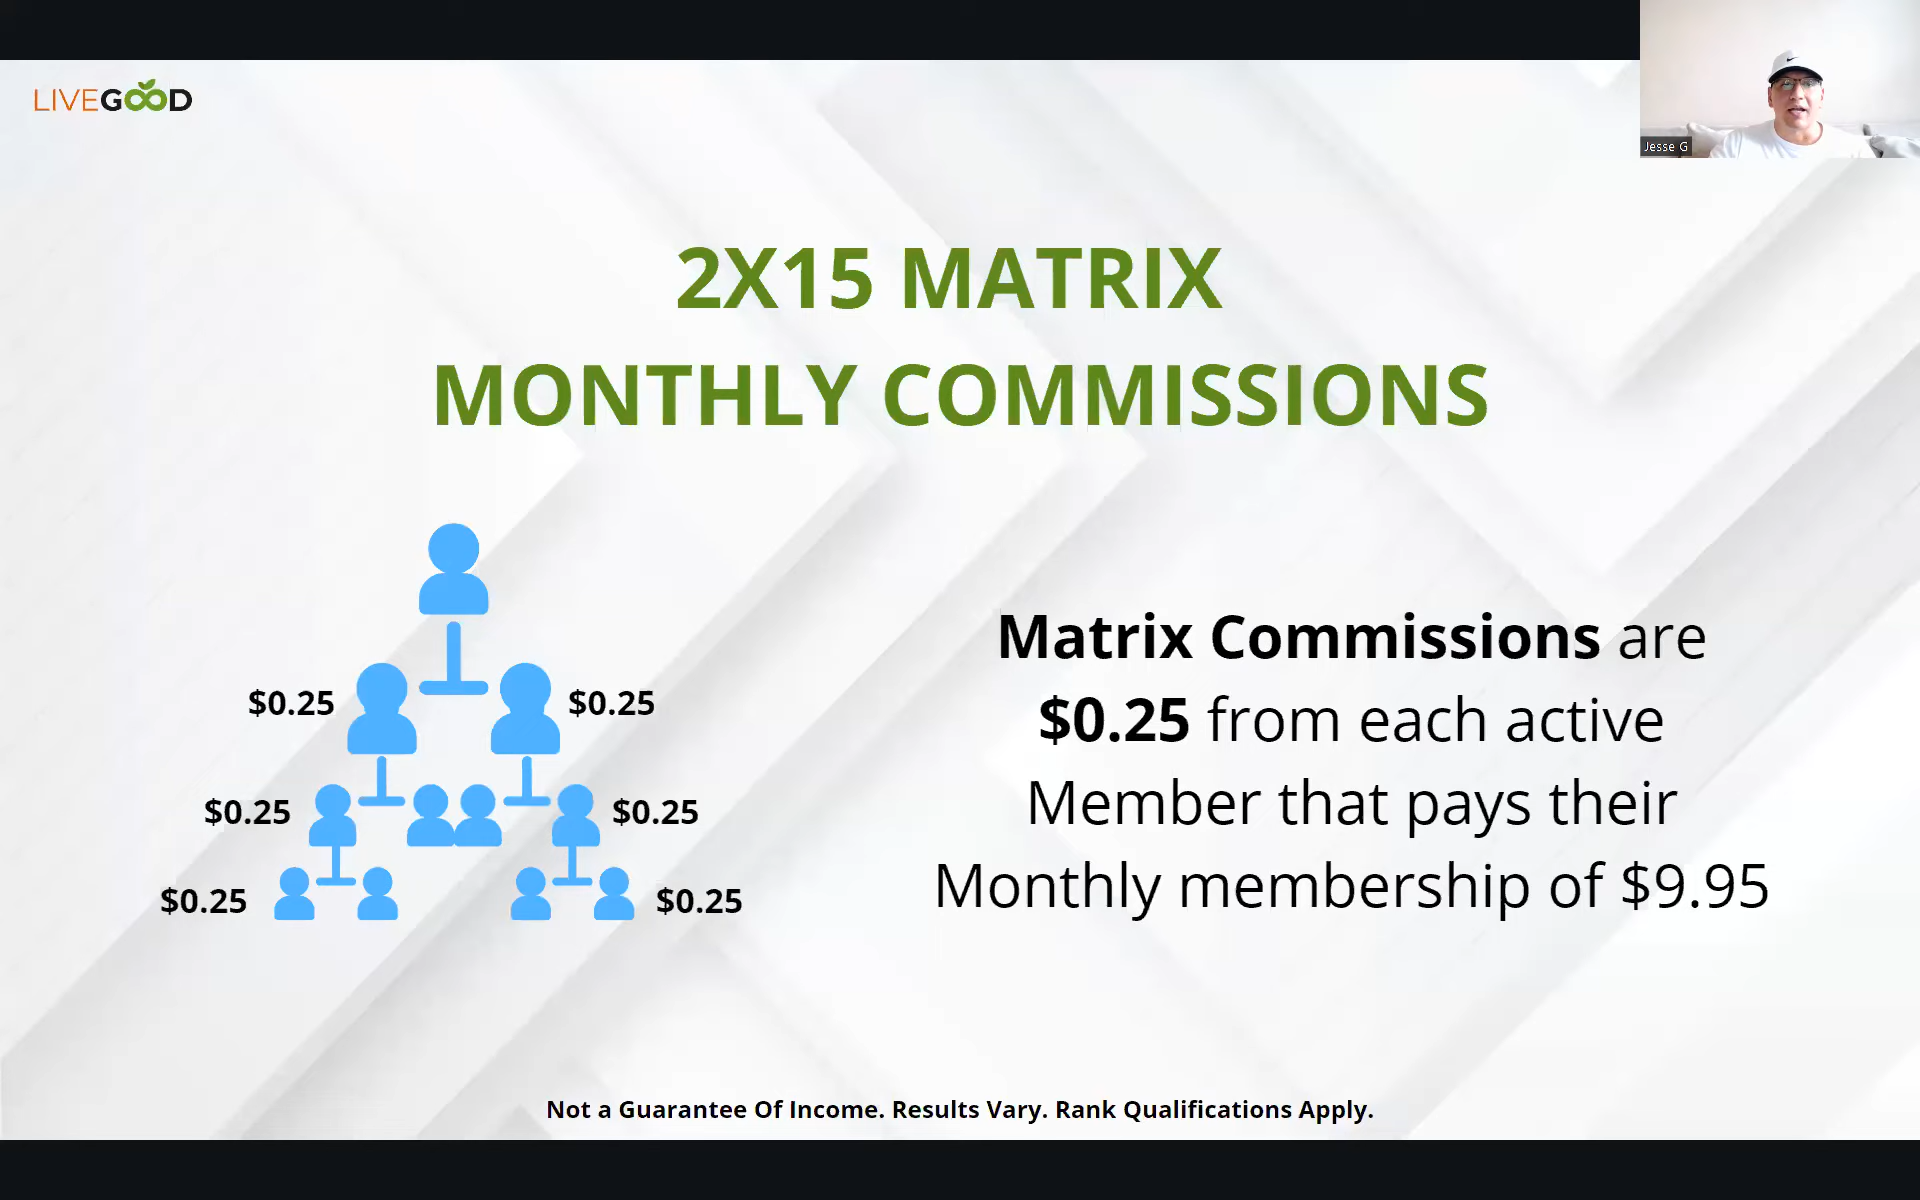 LIVEGOOD
Jesse G
2X15 MATRIX
MONTHLY COMMISSIONS
$0.25 $0.25
$0.25 $0.25
$0.25 $0.25
Matrix Commissions are
$0.25 from each active
Member that pays their
Monthly membership of $9.95
Not a Guarantee Of Income. Results Vary. Rank Qualifications Apply.